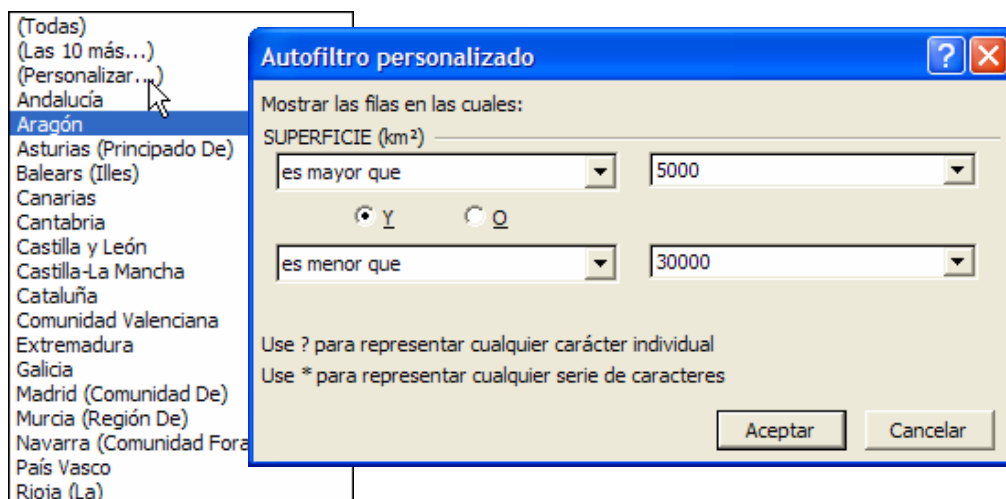 (Todas)
(Las 10 más...)
(Personalizar...)
Andalucía
Aragón
Asturias (Principado De)
Balears (Illes)
Canarias
Cantabria
Castilla y León
Castilla-La Mancha
Cataluña
Comunidad Valenciana
Extremadura
Galicia
Madrid (Comunidad De)
Murcia (Región De)
Navarra (Comunidad Fora
País Vasco
Rioja (La)
Autofiltro personalizado
Mostrar las filas en las cuales:
SUPERFICIE (km²)
es mayor que 5000
Y O
es menor que 30000
Use ? para representar cualquier carácter individual
Use * para representar cualquier serie de caracteres
Aceptar Cancelar